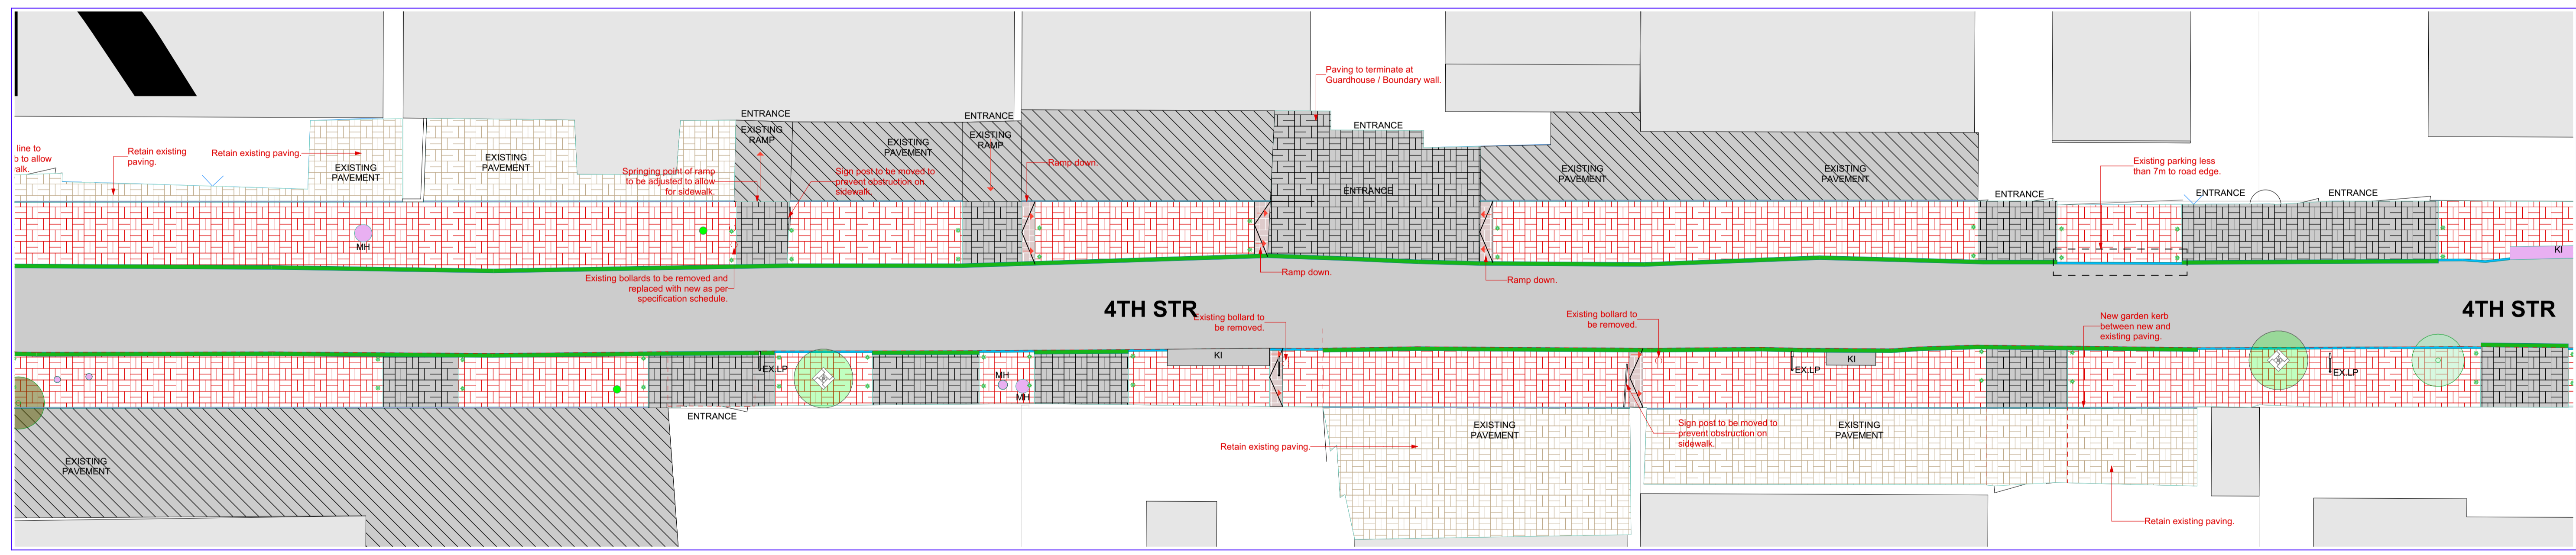 Paving to terminate at
Guardhouse / Boundary wall.
ENTRANCE
ENTRANCE
ENTRANCE
EXISTING
RAMP
EXISTING
PAVEMENT
EXISTING
RAMP
line to
b to allow
alk.
Retain existing
paving.
Retain existing paving.
EXISTING
PAVEMENT
EXISTING
PAVEMENT
Springing point of ramp
to be adjusted to allow
for sidewalk.
Sign post to be moved to
prevent obstruction on
sidewalk.
Ramp down.
ENTRANCE
EXISTING
PAVEMENT
EXISTING
PAVEMENT
Existing parking less
than 7m to road edge.
ENTRANCE
ENTRANCE
ENTRANCE
MH
KI
Existing bollards to be removed and
replaced with new as per
specification schedule.
Ramp down.
Ramp down.
4TH STR
4TH STR
Existing bollard to
be removed.
Existing bollard to
be removed.
New garden kerb
between new and
existing paving.
EX.LP
MH
MH
KI
EX.LP
KI
EX.LP
ENTRANCE
EXISTING
PAVEMENT
Retain existing paving.
EXISTING
PAVEMENT
Sign post to be moved to
prevent obstruction on
sidewalk.
EXISTING
PAVEMENT
Retain existing paving.